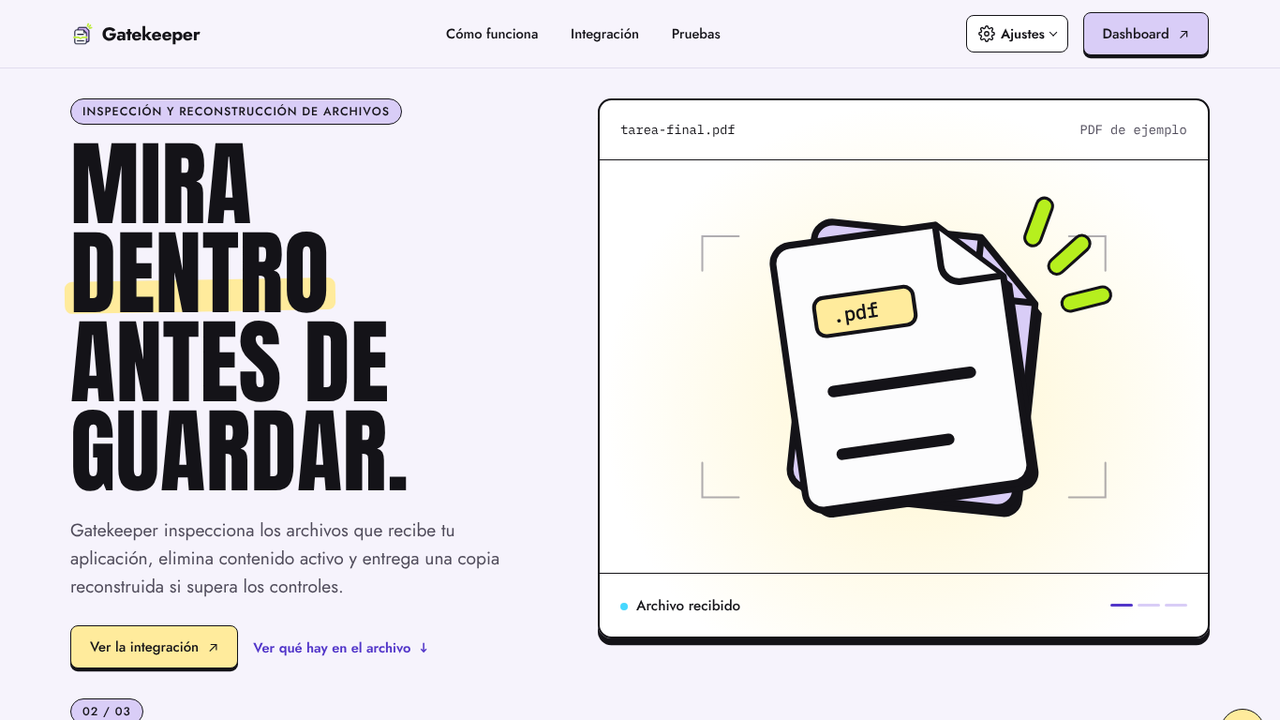 Gatekeeper
Cómo funciona
Integración
Pruebas
Ajustes
Dashboard ↗
INSPECCIÓN Y RECONSTRUCCIÓN DE ARCHIVOS
MIRA
DENTRO
ANTES DE
GUARDAR.
Gatekeeper inspecciona los archivos que recibe tu
aplicación, elimina contenido activo y entrega una copia
reconstruida si supera los controles.
Ver la integración ↗
Ver qué hay en el archivo ↓
02 / 03
tarea-final.pdf
PDF de ejemplo
.pdf
Archivo recibido